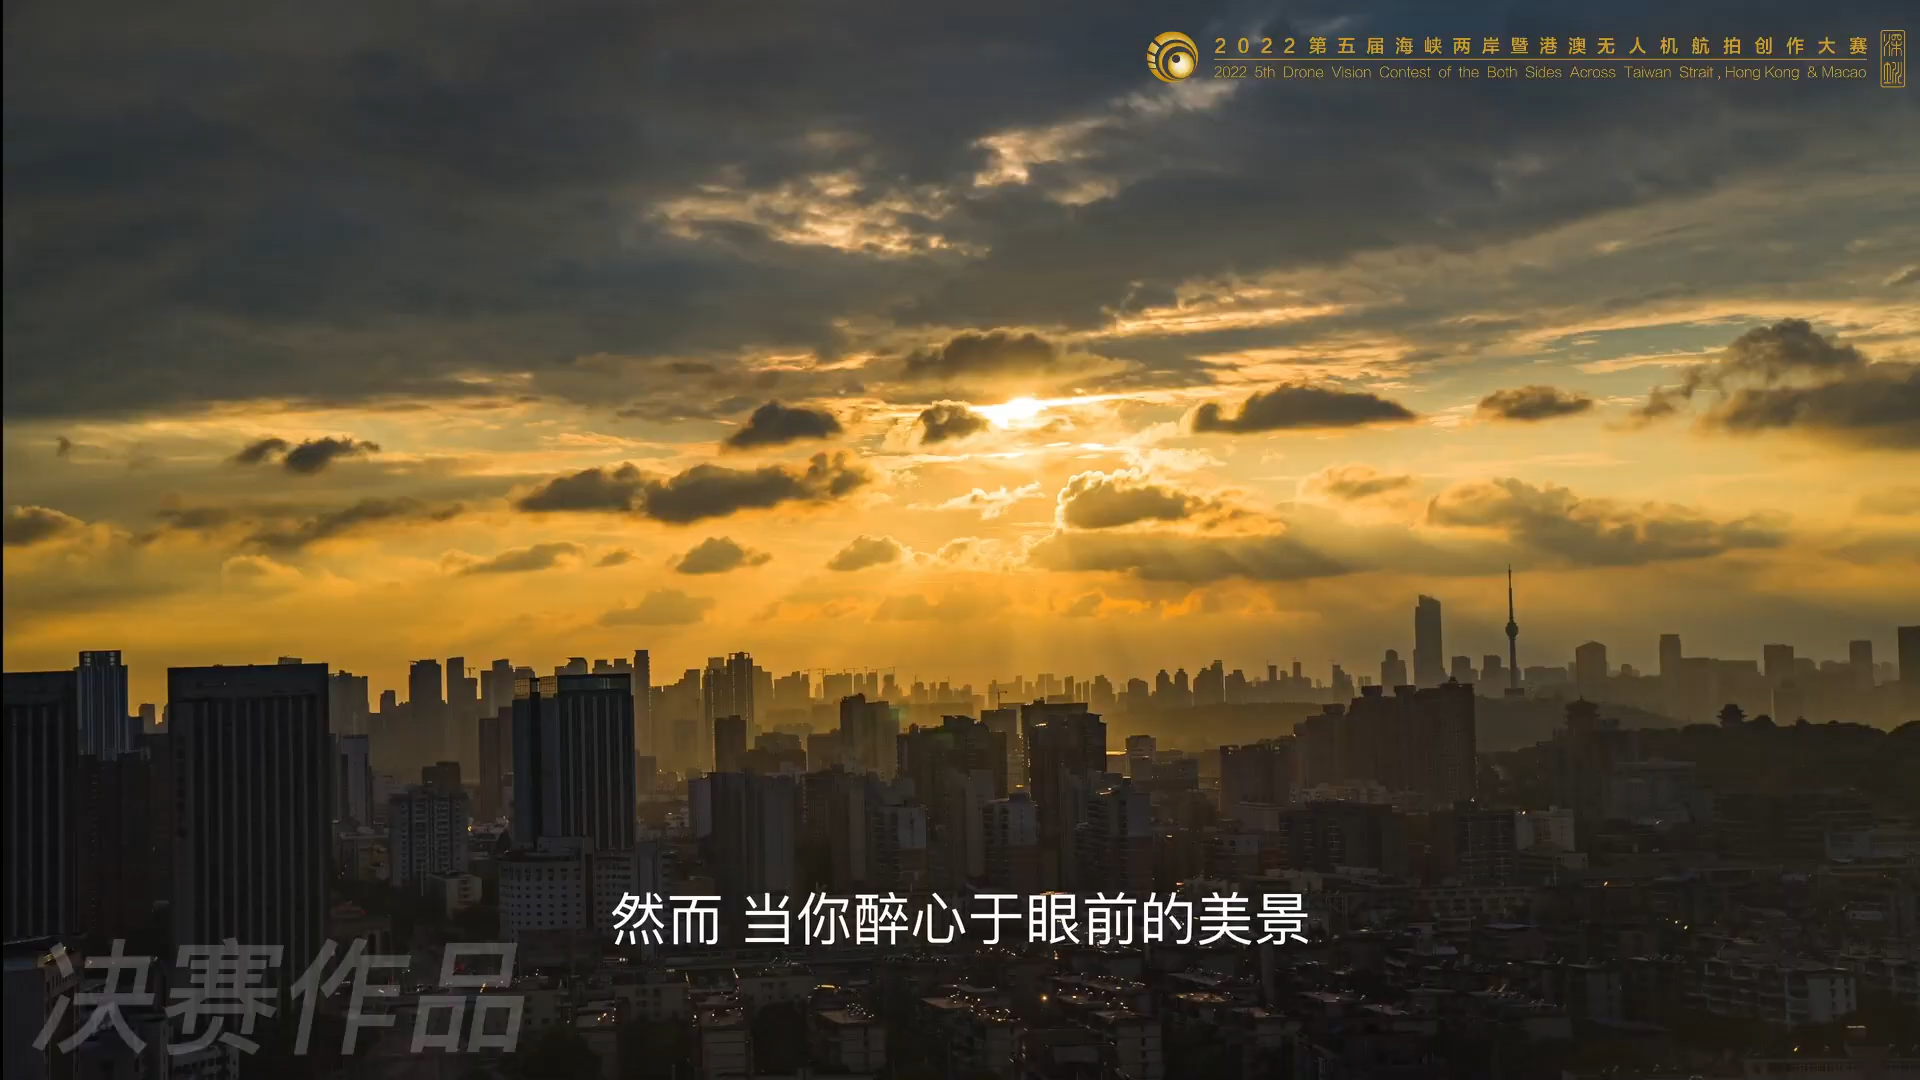 2022第五届海峡两岸暨港澳无人机航拍创作大赛
2022 5th Drone Vision Contest of the Both Sides Across Taiwan Strait, Hong Kong & Macao
然而 当你醉心于眼前的美景
决赛作品